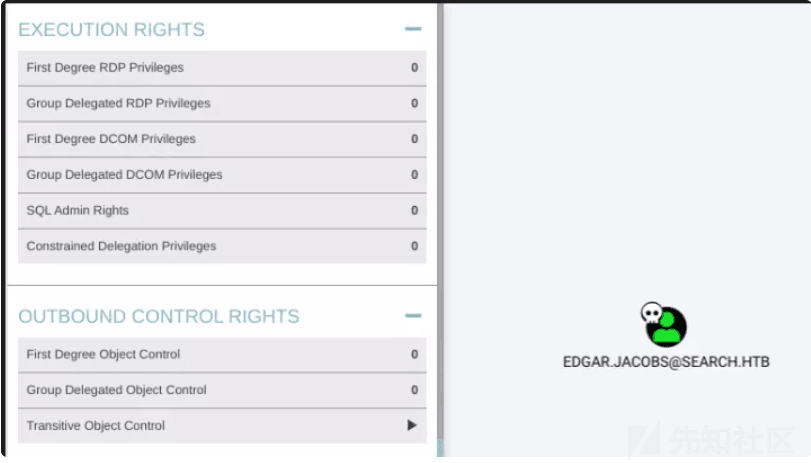 EXECUTION RIGHTS
First Degree RDP Privileges 0
Group Delegated RDP Privileges 0
First Degree DCOM Privileges 0
Group Delegated DCOM Privileges 0
SQL Admin Rights 0
Constrained Delegation Privileges 0
OUTBOUND CONTROL RIGHTS
First Degree Object Control 0
Group Delegated Object Control 0
Transitive Object Control
EDGAR.JACOBS@SEARCH.HTB
先知社区